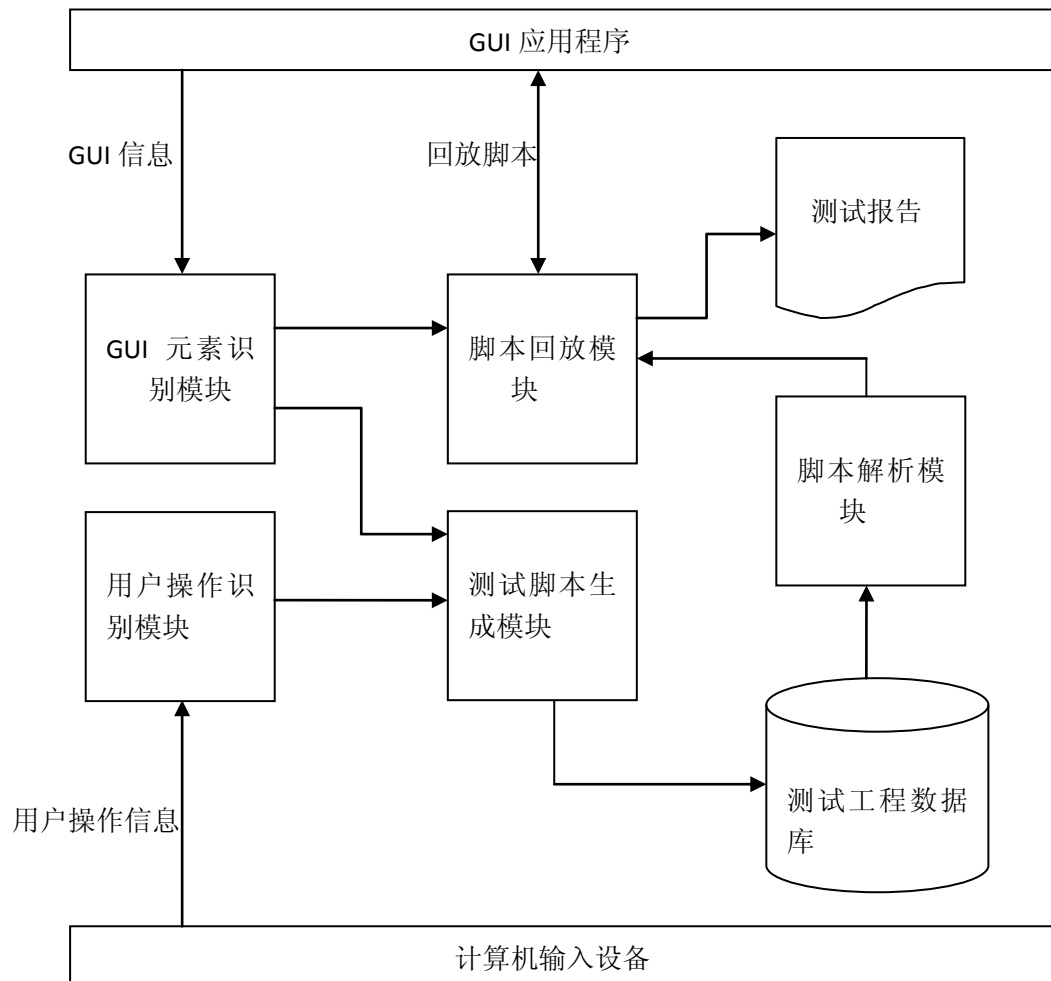 GUI 应用程序
GUI 信息
回放脚本
测试报告
GUI 元素识
别模块
脚本回放模
块
脚本解析模
块
用户操作识
别模块
测试脚本生
成模块
测试工程数据
库
用户操作信息
计算机输入设备